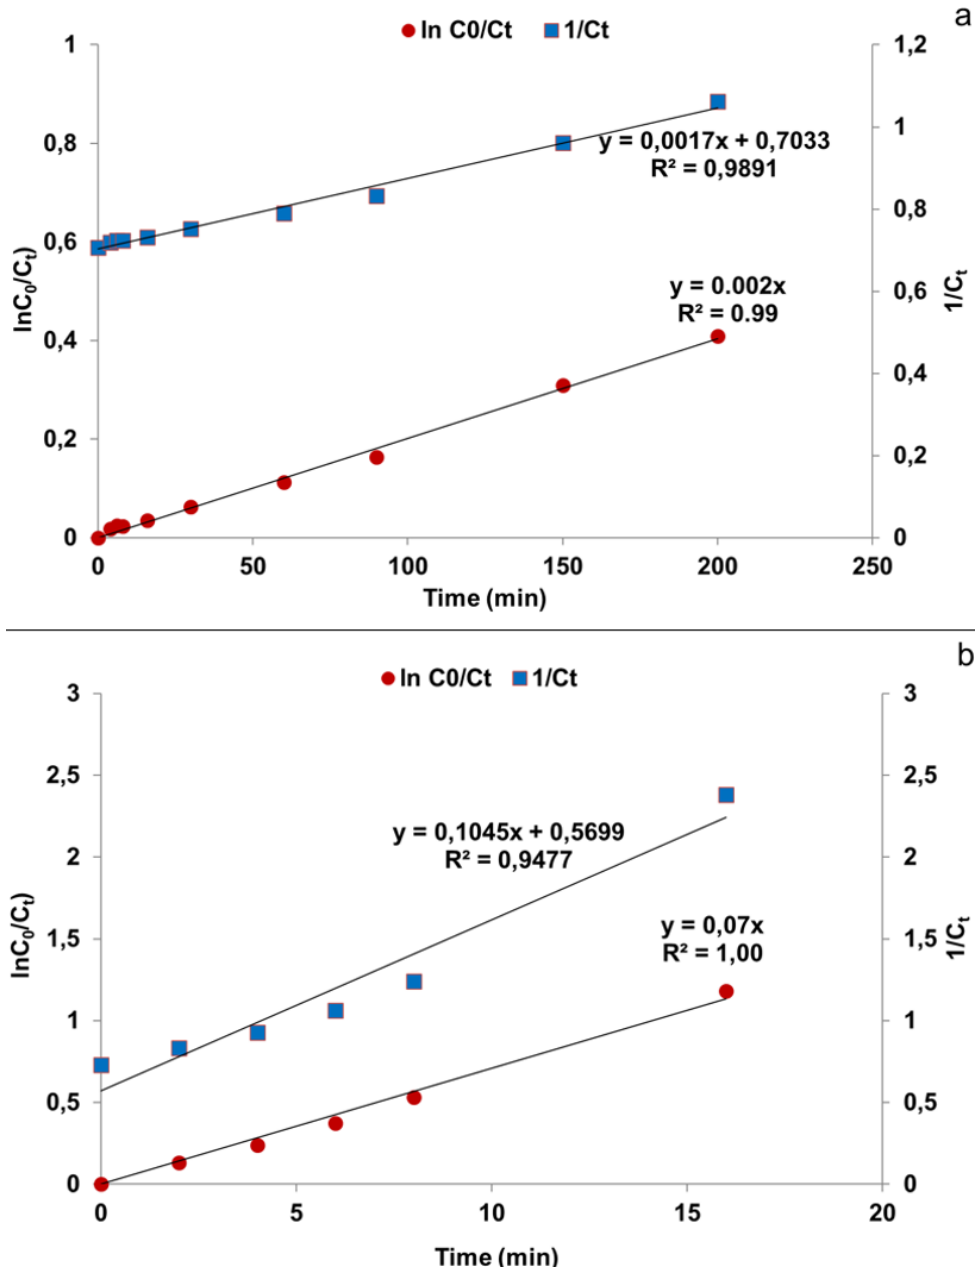 a
ln C0/Ct 1/Ct
1 1,2
0,8 1
0,6 0,8
0,4 0,6
0,2 0,4
0 0,2
0
y = 0,0017x + 0,7033
R² = 0,9891
y = 0.002x
R² = 0.99
lnC₀/Cₜ)
1/Cₜ
0 50 100 150 200 250
Time (min)
b
ln C0/Ct 1/Ct
3 3
2,5 2,5
2 2
1,5 1,5
1 1
0,5 0,5
0 0
y = 0,1045x + 0,5699
R² = 0,9477
y = 0,07x
R² = 1,00
lnC₀/Cₜ)
1/Cₜ
0 5 10 15 20
Time (min)